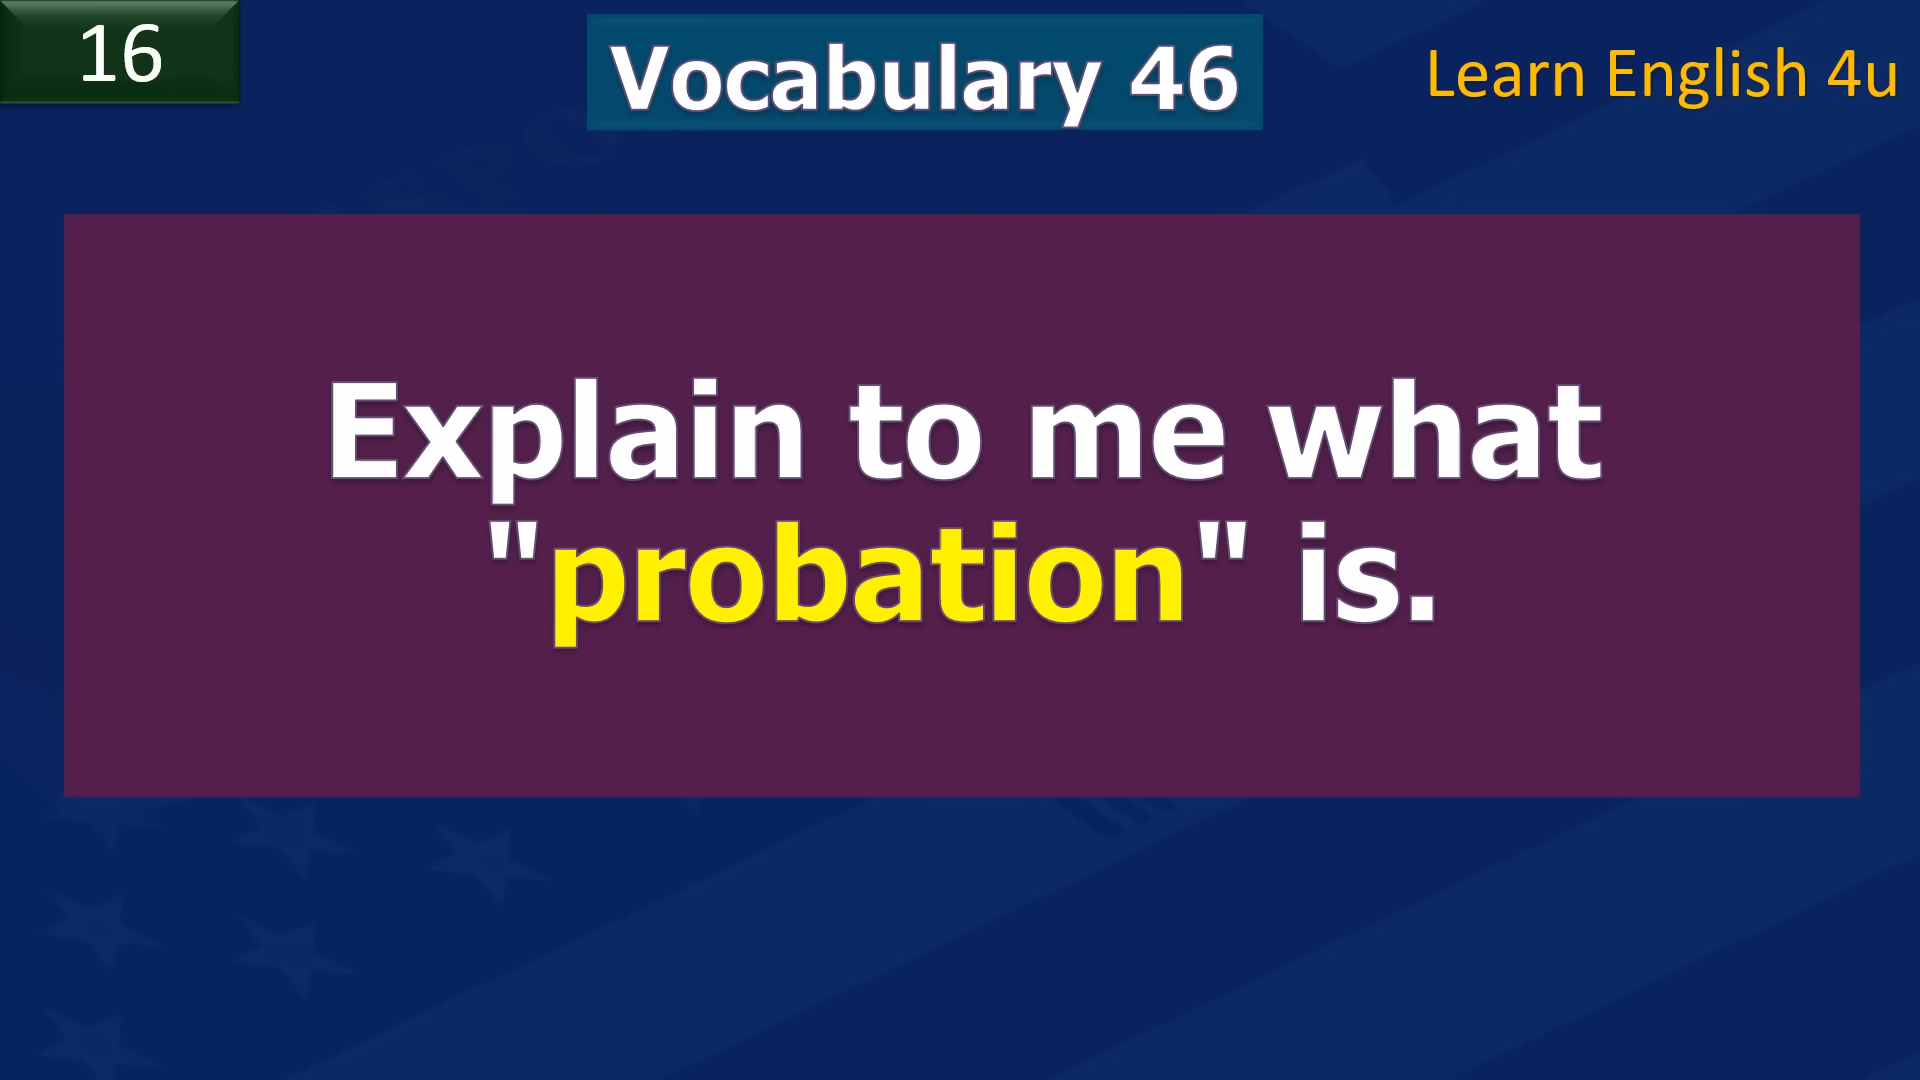 16
Vocabulary 46
Learn English 4u
Explain to me what
"probation" is.